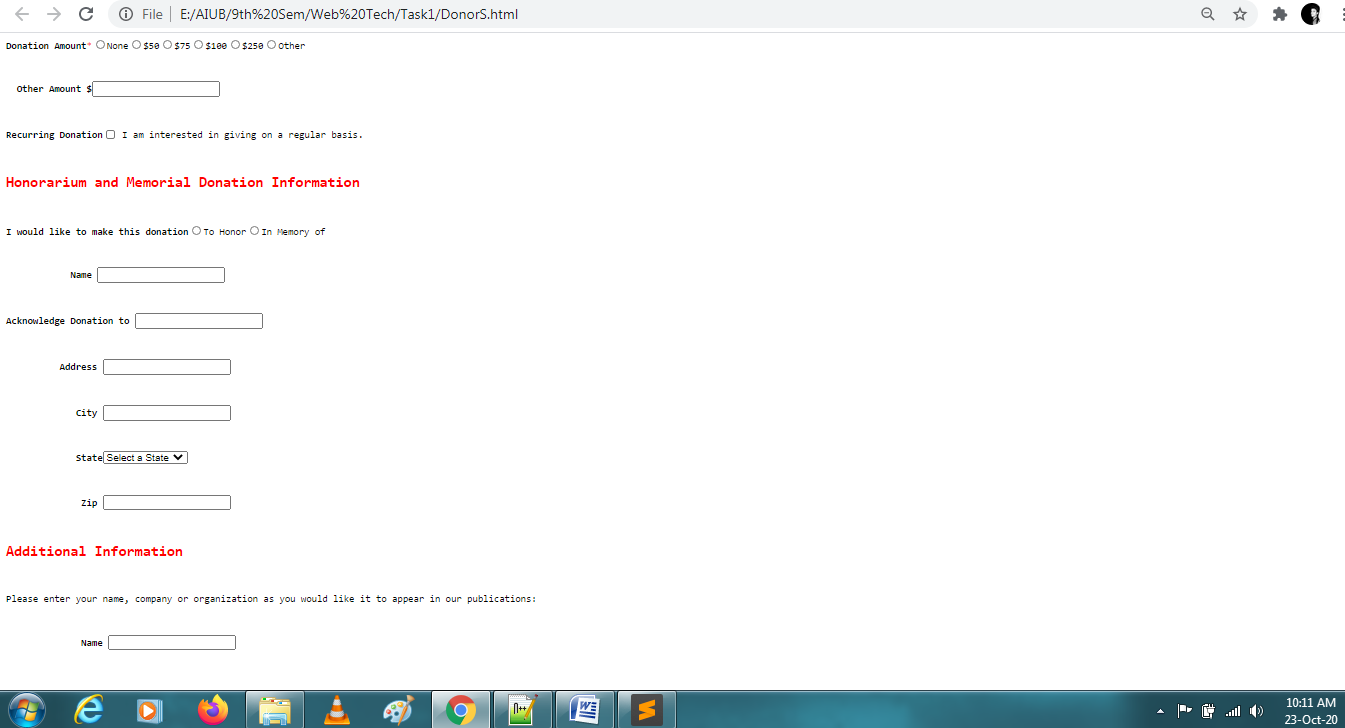 File | E:/AIUB/9th%20Sem/Web%20Tech/Task1/DonorS.html
Donation Amount* None $50 $75 $100 $250 Other
Other Amount $
Recurring Donation I am interested in giving on a regular basis.
Honorarium and Memorial Donation Information
I would like to make this donation To Honor In Memory of
Name
Acknowledge Donation to
Address
City
State Select a State
Zip
Additional Information
Please enter your name, company or organization as you would like it to appear in our publications:
Name
10:11 AM
23-Oct-20